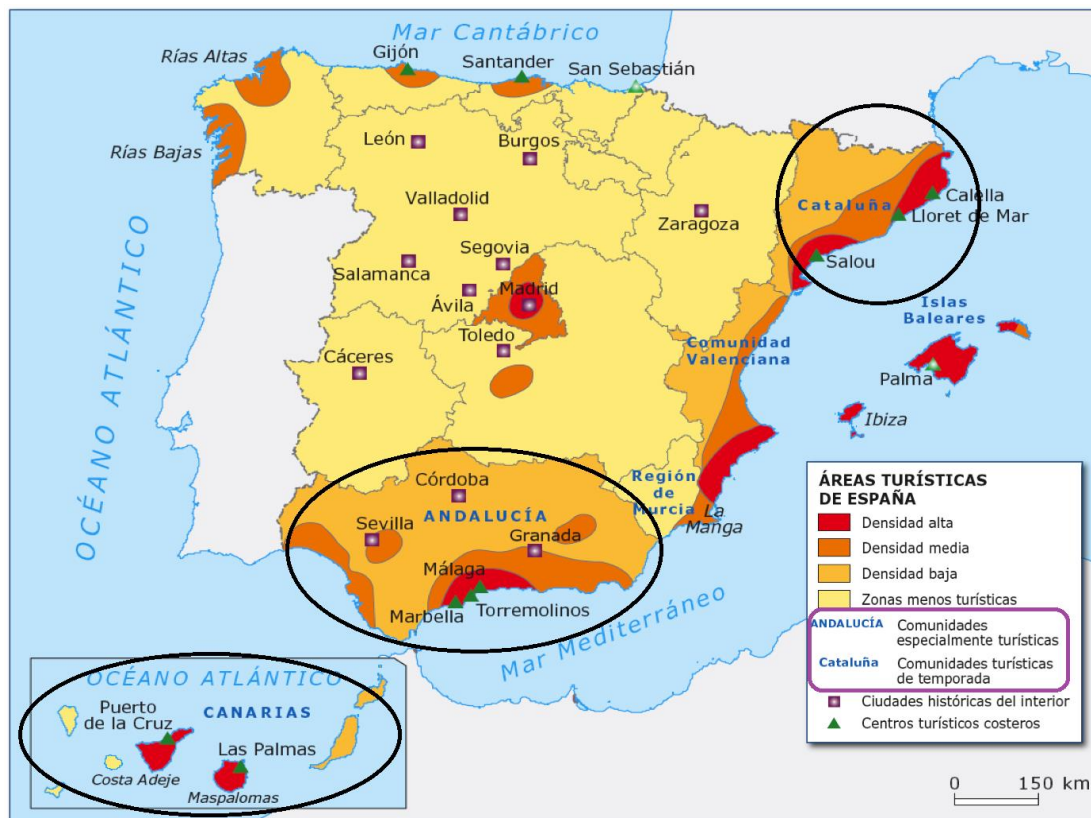 Mar Cantábrico
Rías Altas
Gijón
Santander
San Sebastián
Rías Bajas
León
Burgos
Valladolid
Zaragoza
Segovia
Salamanca
Ávila
Madrid
Toledo
Cáceres
Cataluña
Calella
Lloret de Mar
Salou
Islas
Baleares
Comunidad
Valenciana
Palma
Ibiza
OCÉANO ATLÁNTICO
Córdoba
ANDALUCÍA
Sevilla
Granada
Málaga
Marbella
Torremolinos
Región
de
Murcia
La
Manga
Mar Mediterráneo
OCÉANO ATLÁNTICO
Puerto
de la Cruz
CANARIAS
Las Palmas
Costa Adeje
Maspalomas
ÁREAS TURÍSTICAS
DE ESPAÑA
Densidad alta
Densidad media
Densidad baja
Zonas menos turísticas
ANDALUCÍA Comunidades
especialmente turísticas
Cataluña Comunidades turísticas
de temporada
Ciudades históricas del interior
Centros turísticos costeros
0 150 km